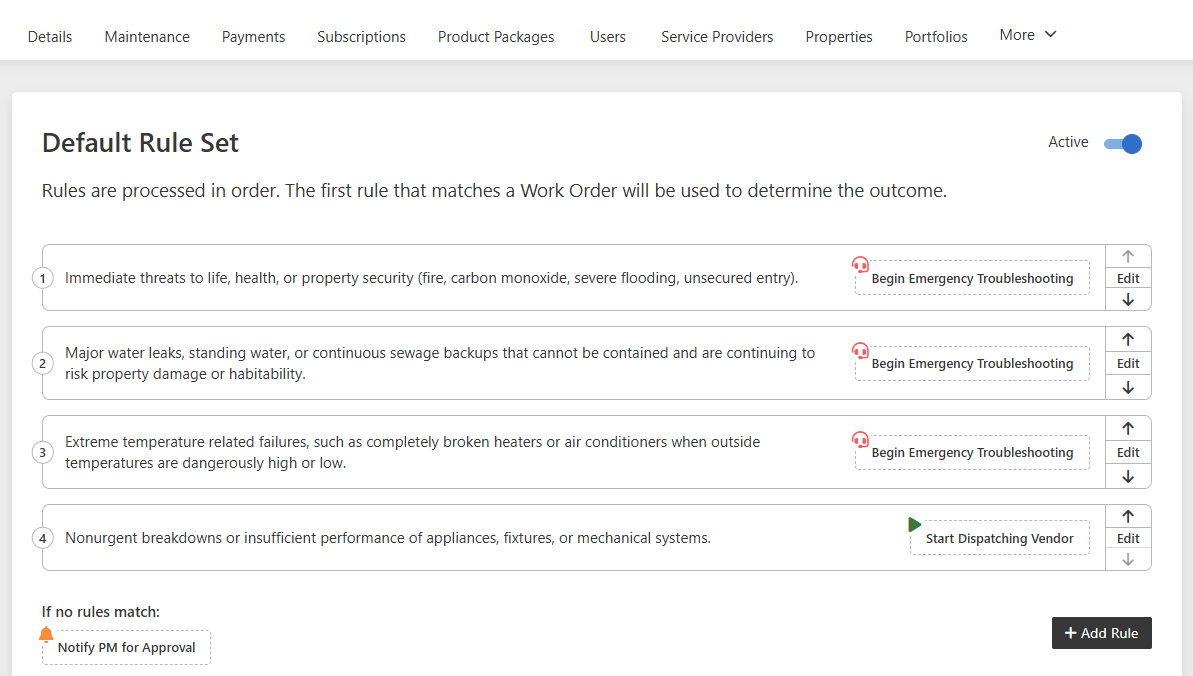 Details Maintenance Payments Subscriptions Product Packages Users Service Providers Properties Portfolios More
Default Rule Set
Active
Rules are processed in order. The first rule that matches a Work Order will be used to determine the outcome.
1 Immediate threats to life, health, or property security (fire, carbon monoxide, severe flooding, unsecured entry).
Begin Emergency Troubleshooting
Edit
2 Major water leaks, standing water, or continuous sewage backups that cannot be contained and are continuing to
risk property damage or habitability.
Begin Emergency Troubleshooting
Edit
3 Extreme temperature related failures, such as completely broken heaters or air conditioners when outside
temperatures are dangerously high or low.
Begin Emergency Troubleshooting
Edit
4 Nonurgent breakdowns or insufficient performance of appliances, fixtures, or mechanical systems.
Start Dispatching Vendor
Edit
If no rules match:
Notify PM for Approval
+ Add Rule